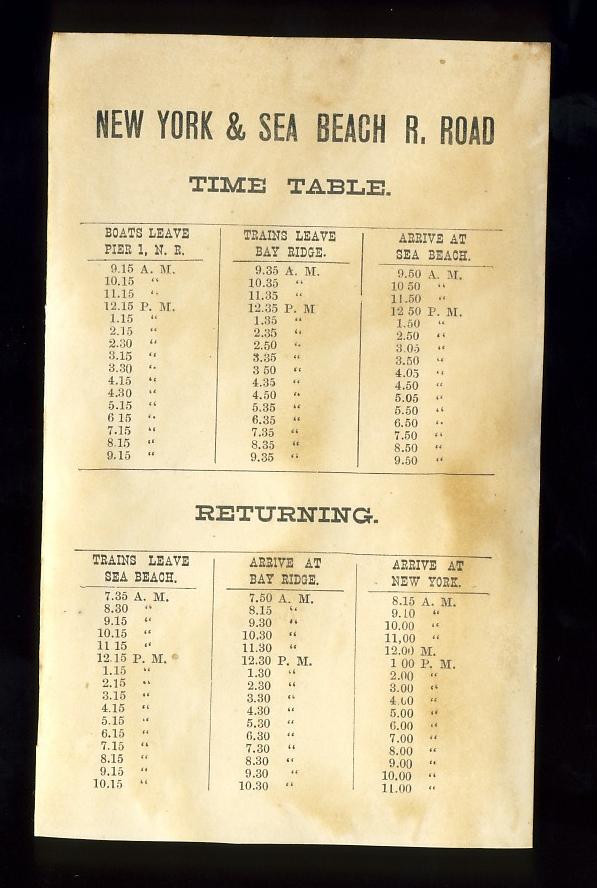 NEW YORK & SEA BEACH R. ROAD
TIME TABLE.
BOATS LEAVE PIER 1, N. R. | TRAINS LEAVE BAY RIDGE. | ARRIVE AT SEA BEACH.
9.15 A. M. | 9.35 A. M. | 9.50 A. M.
10.15 " | 10.35 " | 10 50 "
11.15 " | 11.35 " | 11.50 "
12.15 P. M. | 12.35 P. M | 12 50 P. M.
1.15 " | 1.35 " | 1.50 "
2.15 " | 2.35 " | 2.50 "
2.30 " | 2.50 " | 3.05 "
3.15 " | 3.35 " | 3.50 "
3.30 " | 3 50 " | 4.05 "
4.15 " | 4.35 " | 4.50 "
4.30 " | 4.50 " | 5.05 "
5.15 " | 5.35 " | 5.50 "
6 15 " | 6.35 " | 6.50 "
7.15 " | 7.35 " | 7.50 "
8.15 " | 8.35 " | 8.50 "
9.15 " | 9.35 " | 9.50 "
RETURNING.
TRAINS LEAVE SEA BEACH. | ARRIVE AT BAY RIDGE. | ARRIVE AT NEW YORK.
7.35 A. M. | 7.50 A. M. | 8.15 A. M.
8.30 " | 8.15 " | 9.10 "
9.15 " | 9.30 " | 10.00 "
10.15 " | 10.30 " | 11,00 "
11 15 " | 11.30 " | 12.00 M.
12.15 P. M. | 12.30 P. M. | 1 00 P. M.
1.15 " | 1.30 " | 2.00 "
2.15 " | 2.30 " | 3.00 "
3.15 " | 3.30 " | 4.00 "
4.15 " | 4.30 " | 5.00 "
5.15 " | 5.30 " | 6.00 "
6.15 " | 6.30 " | 7.00 "
7.15 " | 7.30 " | 8.00 "
8.15 " | 8.30 " | 9.00 "
9.15 " | 9.30 " | 10.00 "
10.15 " | 10.30 " | 11.00 "